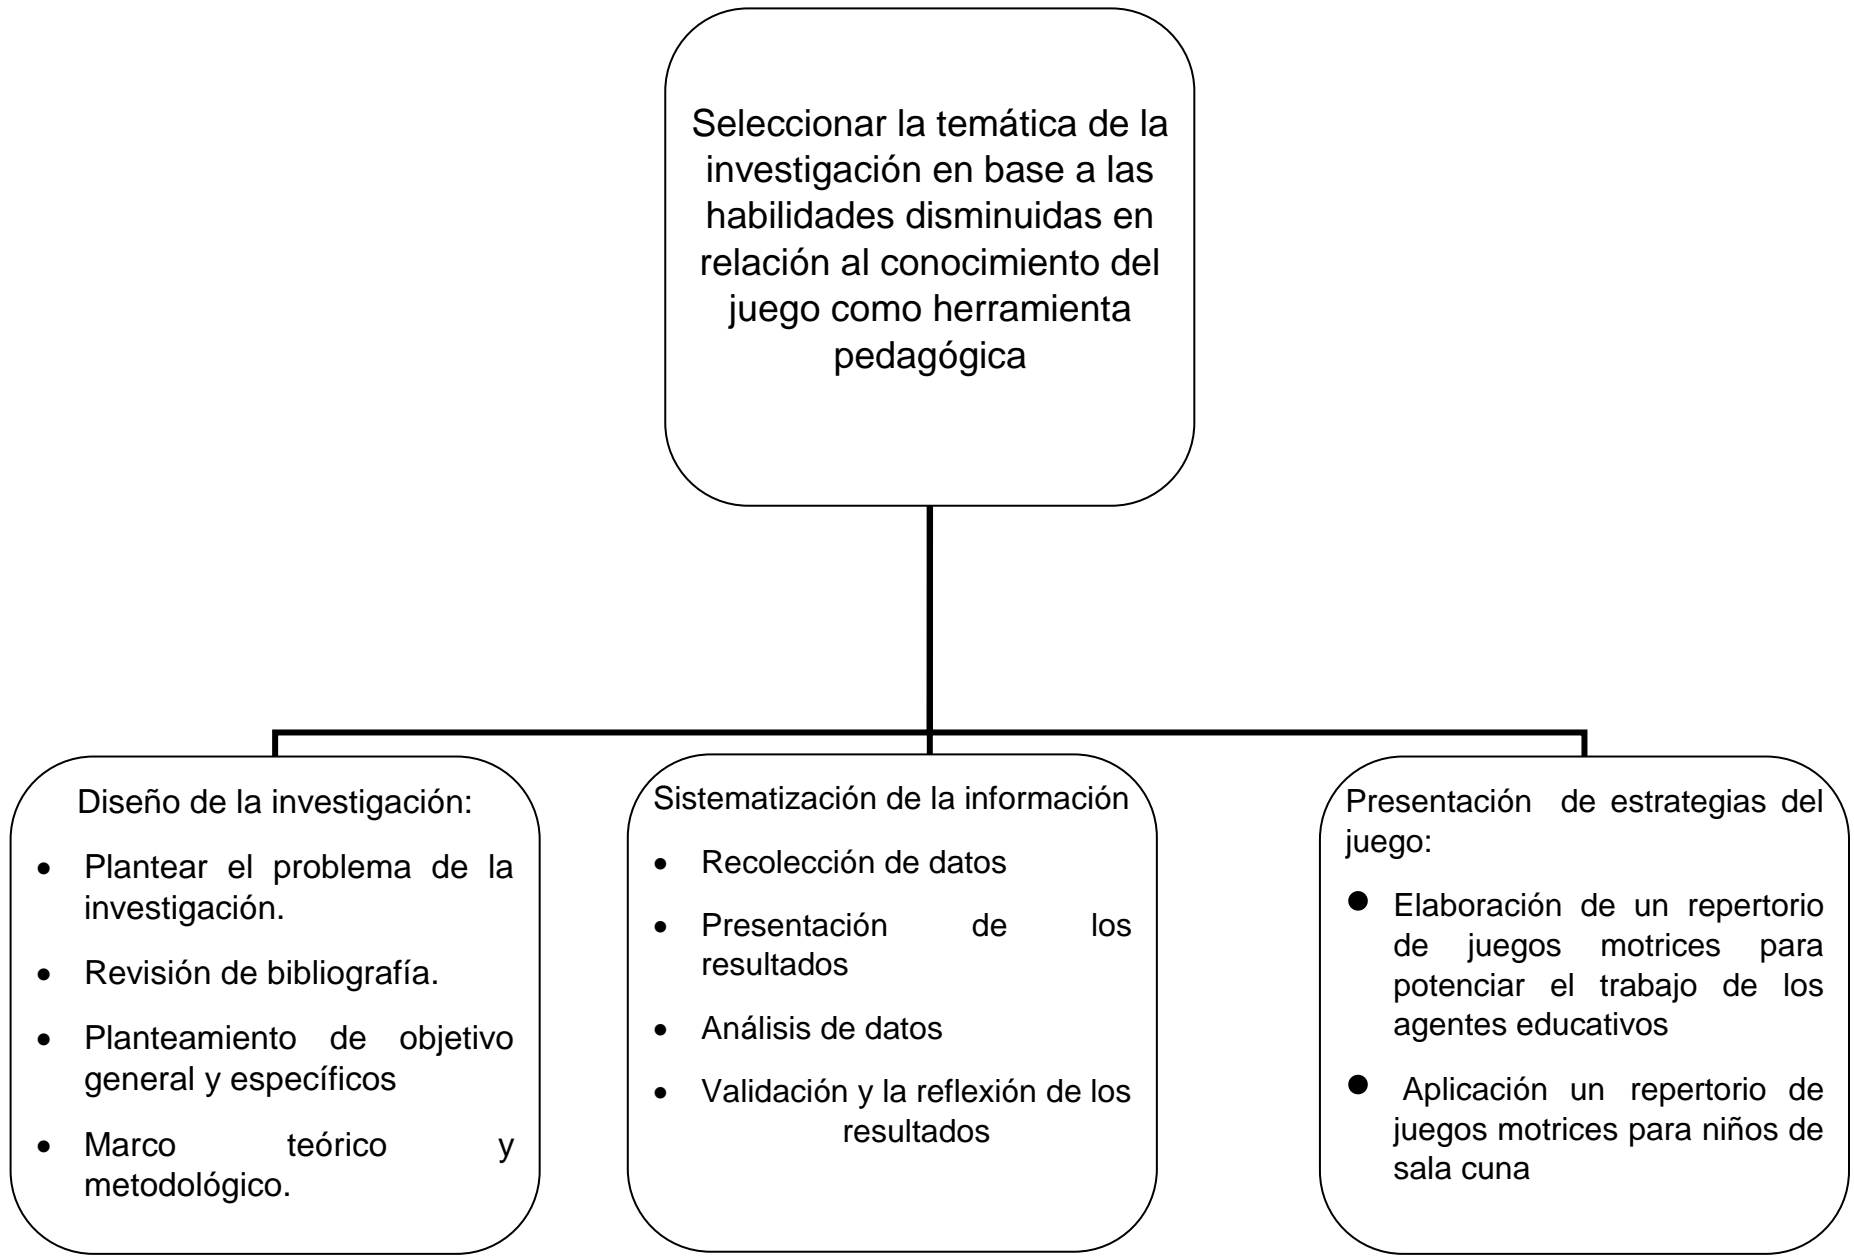 Seleccionar la temática de la
investigación en base a las
habilidades disminuidas en
relación al conocimiento del
juego como herramienta
pedagógica
Diseño de la investigación:
• Plantear el problema de la
investigación.
• Revisión de bibliografía.
• Planteamiento de objetivo
general y específicos
• Marco teórico y
metodológico.
Sistematización de la información
• Recolección de datos
• Presentación de los
resultados
• Análisis de datos
• Validación y la reflexión de los
resultados
Presentación de estrategias del
juego:
• Elaboración de un repertorio
de juegos motrices para
potenciar el trabajo de los
agentes educativos
• Aplicación un repertorio de
juegos motrices para niños de
sala cuna